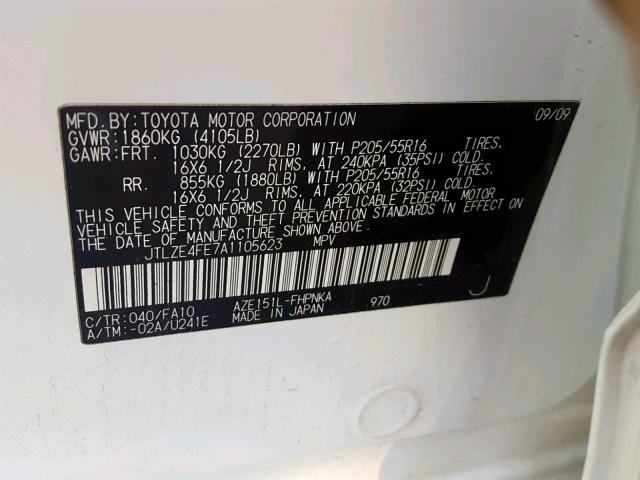 MFD. BY: TOYOTA MOTOR CORPORATION 09/09
GVWR: 1860KG (4105LB)
GAWR: FRT. 1030KG (2270LB) WITH P205/55R16 TIRES.
16X6 1/2J RIMS, AT 240KPA (35PSI) COLD.
RR. 855KG (1880LB) WITH P205/55R16 TIRES.
16X6 1/2J RIMS, AT 220KPA (32PSI) COLD.
THIS VEHICLE CONFORMS TO ALL APPLICABLE FEDERAL MOTOR
VEHICLE SAFETY AND THEFT PREVENTION STANDARDS IN EFFECT ON
THE DATE OF MANUFACTURE SHOWN ABOVE.
JTLZE4FE7A1105623 MPV
C/TR: 040/FA10 AZE151L-FHPNKA 970 J
A/TM: -02A/U241E MADE IN JAPAN